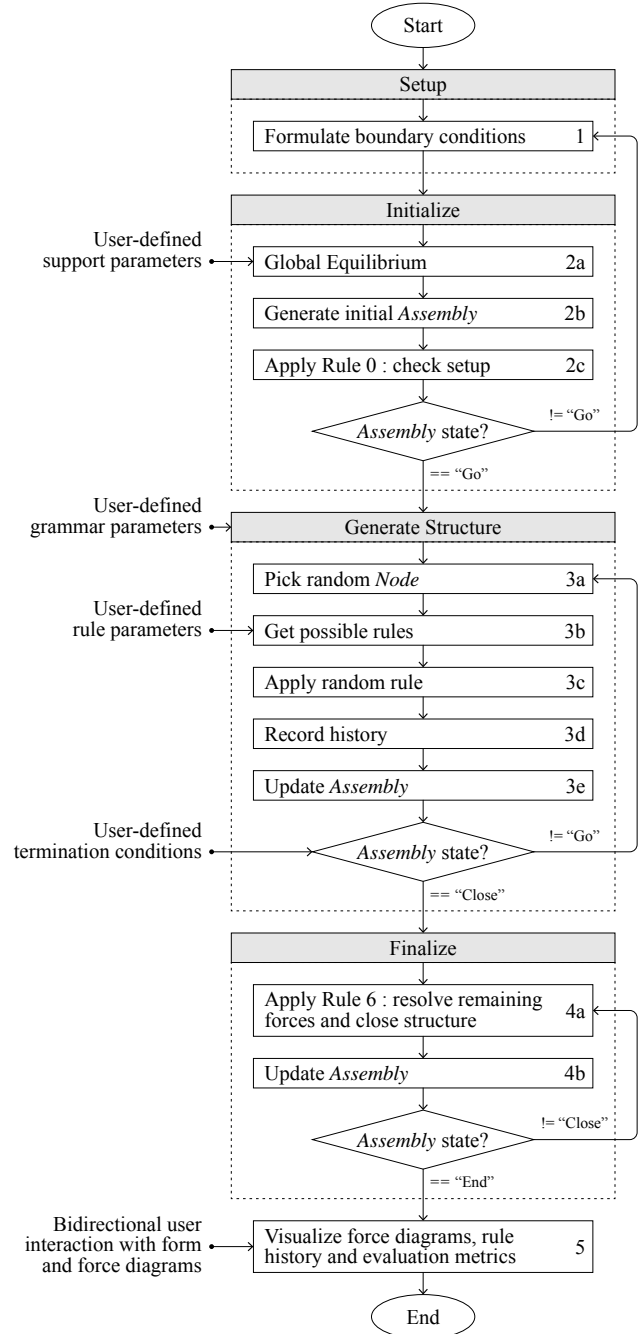 Start
Setup
Formulate boundary conditions 1
Initialize
User-defined
support parameters
Global Equilibrium 2a
Generate initial Assembly 2b
Apply Rule 0 : check setup 2c
!= “Go”
Assembly state?
== “Go”
User-defined
grammar parameters
Generate Structure
Pick random Node 3a
User-defined
rule parameters
Get possible rules 3b
Apply random rule 3c
Record history 3d
Update Assembly 3e
User-defined
termination conditions
!= “Go”
Assembly state?
== “Close”
Finalize
Apply Rule 6 : resolve remaining
forces and close structure 4a
Update Assembly 4b
!= “Close”
Assembly state?
== “End”
Bidirectional user
interaction with form
and force diagrams
Visualize force diagrams, rule
history and evaluation metrics 5
End